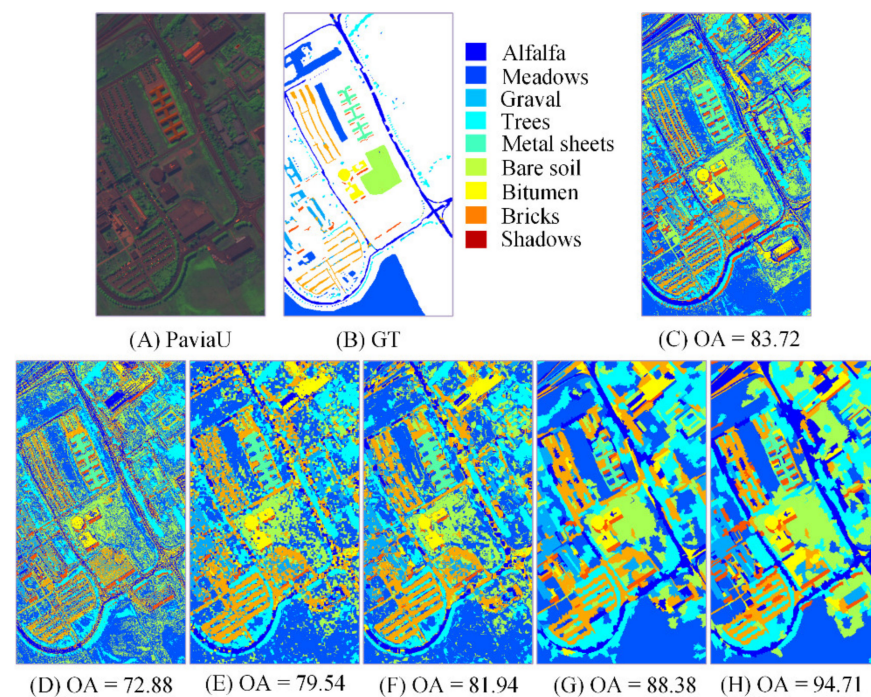 Alfalfa
Meadows
Graval
Trees
Metal sheets
Bare soil
Bitumen
Bricks
Shadows
(A) PaviaU
(B) GT
(C) OA = 83.72
(D) OA = 72.88
(E) OA = 79.54
(F) OA = 81.94
(G) OA = 88.38
(H) OA = 94.71